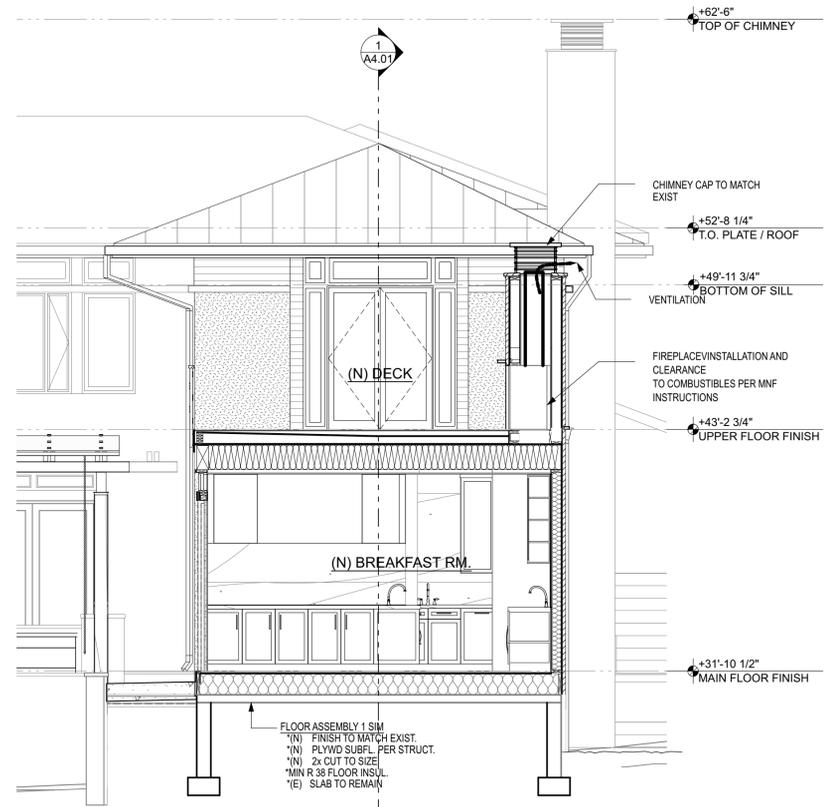 +62'-6"
TOP OF CHIMNEY
1
A4.01
CHIMNEY CAP TO MATCH
EXIST
+52'-8 1/4"
T.O. PLATE / ROOF
+49'-11 3/4"
BOTTOM OF SILL
VENTILATION
(N) DECK
FIREPLACEVINSTALLATION AND
CLEARANCE
TO COMBUSTIBLES PER MNF
INSTRUCTIONS
+43'-2 3/4"
UPPER FLOOR FINISH
(N) BREAKFAST RM.
+31'-10 1/2"
MAIN FLOOR FINISH
FLOOR ASSEMBLY 1 SIM
*(N) FINISH TO MATCH EXIST.
*(N) PLYWD SUBFL. PER STRUCT.
*(N) 2x CUT TO SIZE
*MIN R 38 FLOOR INSUL.
*(E) SLAB TO REMAIN